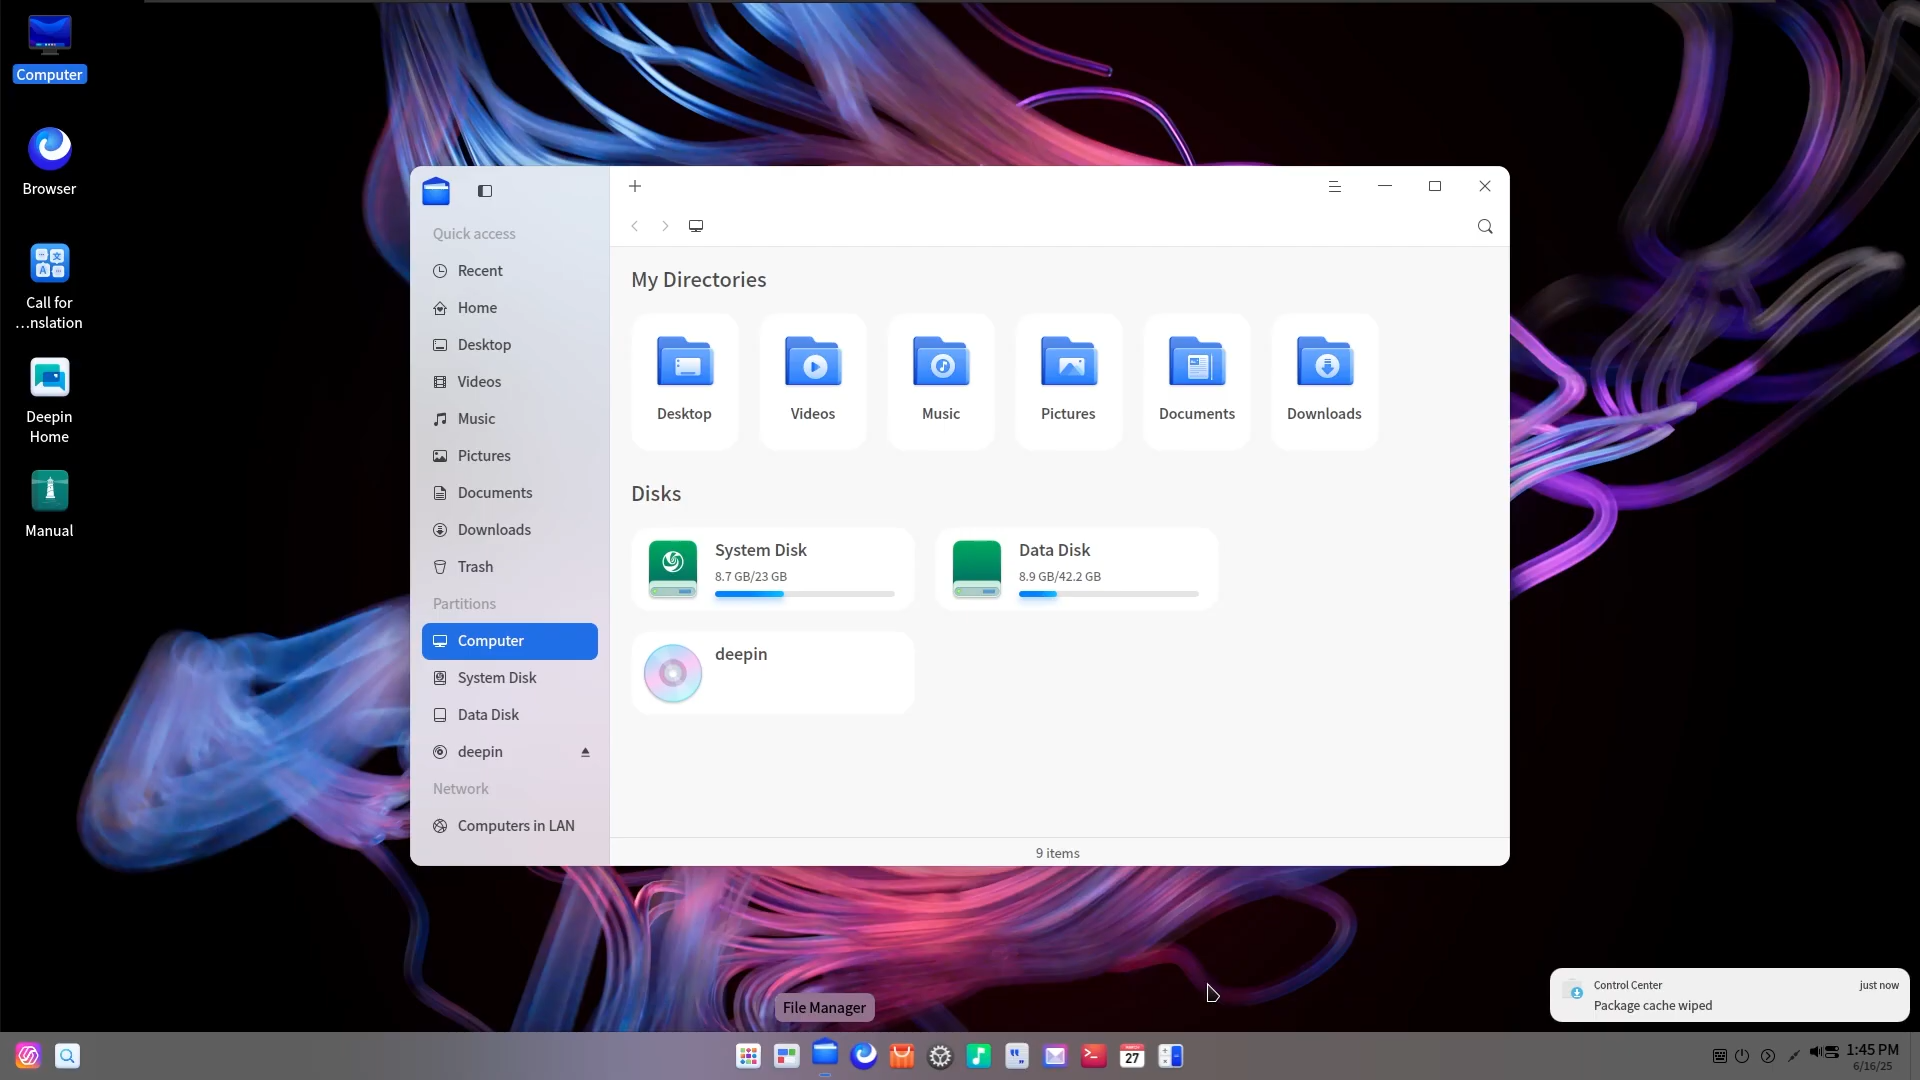 Computer
Browser
Call for
...nslation
Deepin
Home
Manual
Quick access
Recent
Home
Desktop
Videos
Music
Pictures
Documents
Downloads
Trash
Partitions
Computer
System Disk
Data Disk
deepin
Network
Computers in LAN
My Directories
Desktop
Videos
Music
Pictures
Documents
Downloads
Disks
System Disk
8.7 GB/23 GB
Data Disk
8.9 GB/42.2 GB
deepin
9 items
File Manager
Control Center
just now
Package cache wiped
27
1:45 PM
6/16/25